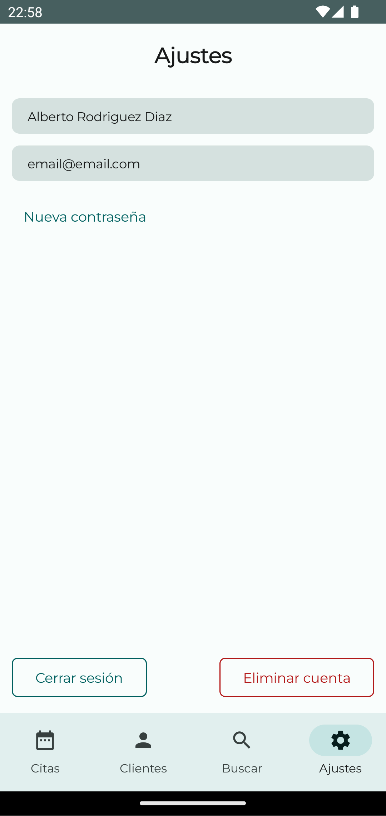 22:58
Ajustes
Alberto Rodriguez Diaz
email@email.com
Nueva contraseña
Cerrar sesión
Eliminar cuenta
Citas
Clientes
Buscar
Ajustes